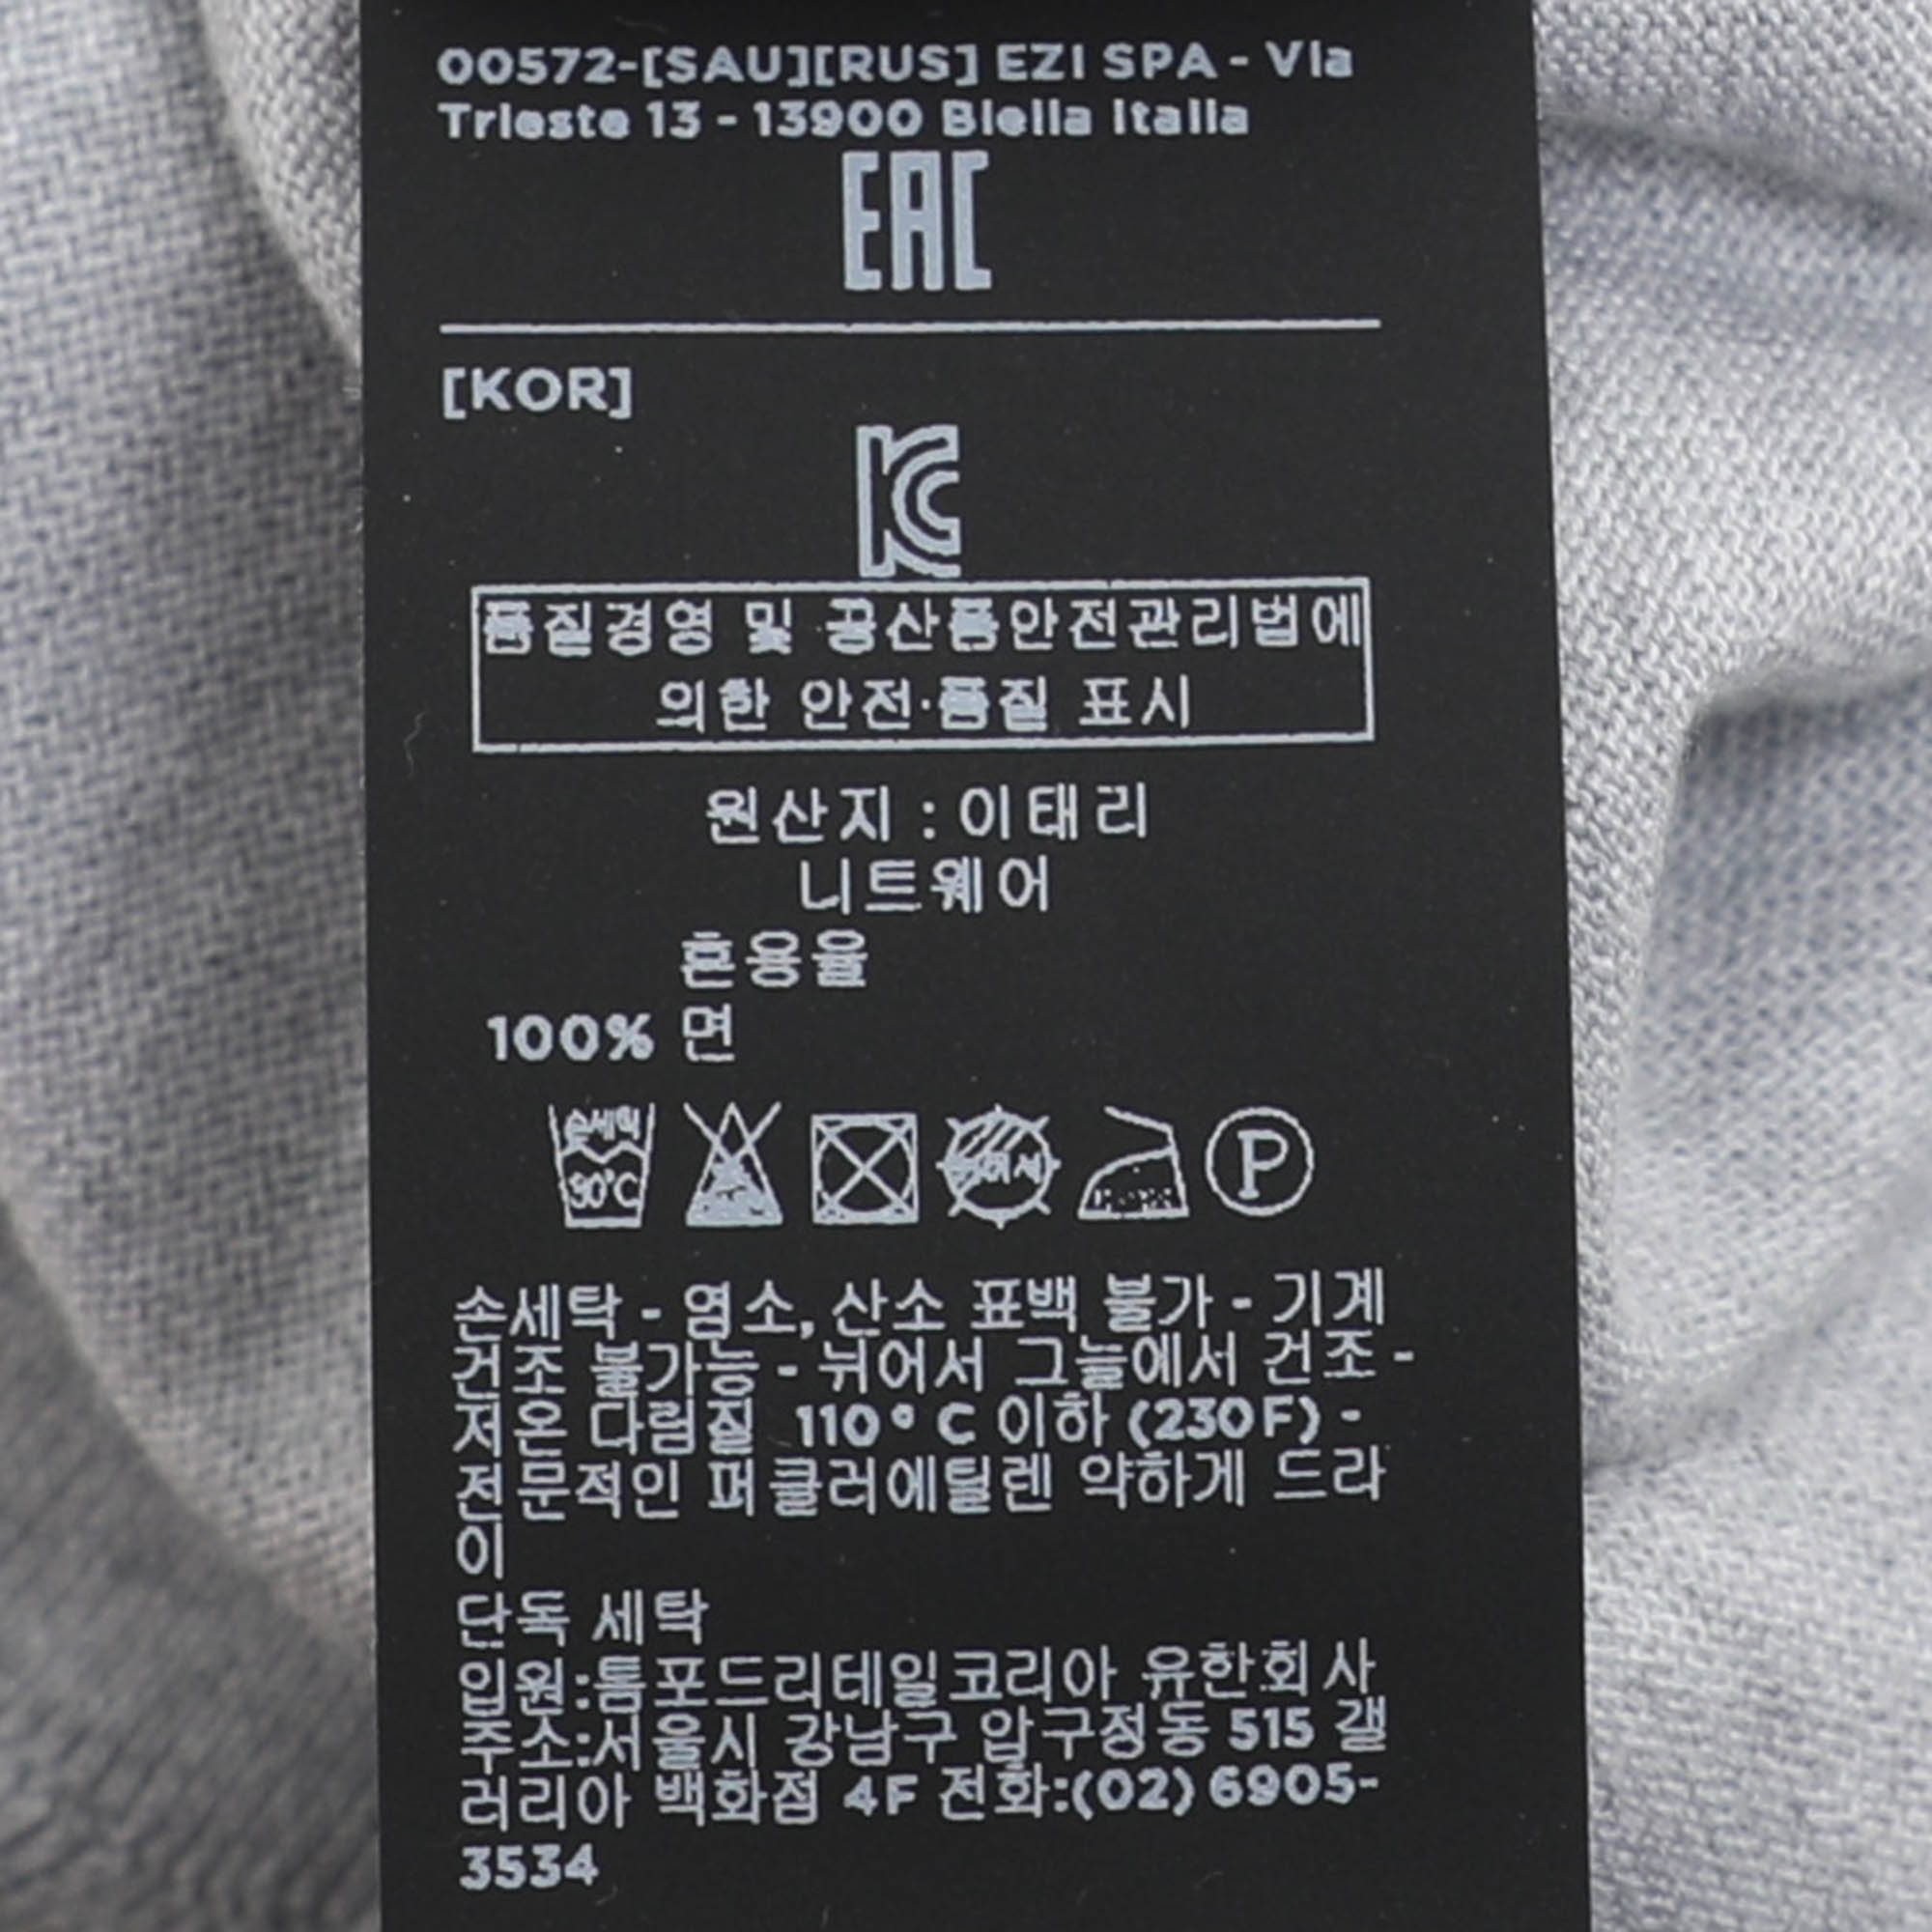 00572-[SAU][RUS] EZI SPA - Via
Trieste 13 - 13900 Biella Italia
EAC
[KOR]
KC
품질경영 및 공산품안전관리법에
의한 안전·품질 표시
원산지 : 이태리
니트웨어
혼용율
100% 면
손세탁
30°C
P
손세탁 - 염소, 산소 표백 불가 - 기계
건조 불가능 - 뉘어서 그늘에서 건조 -
저온 다림질 110° C 이하 (230F) -
전문적인 퍼클러에틸렌 약하게 드라
이
단독 세탁
입원:톰포드리테일코리아 유한회사
주소:서울시 강남구 압구정동 515 갤
러리아 백화점 4F 전화:(02) 6905-
3534